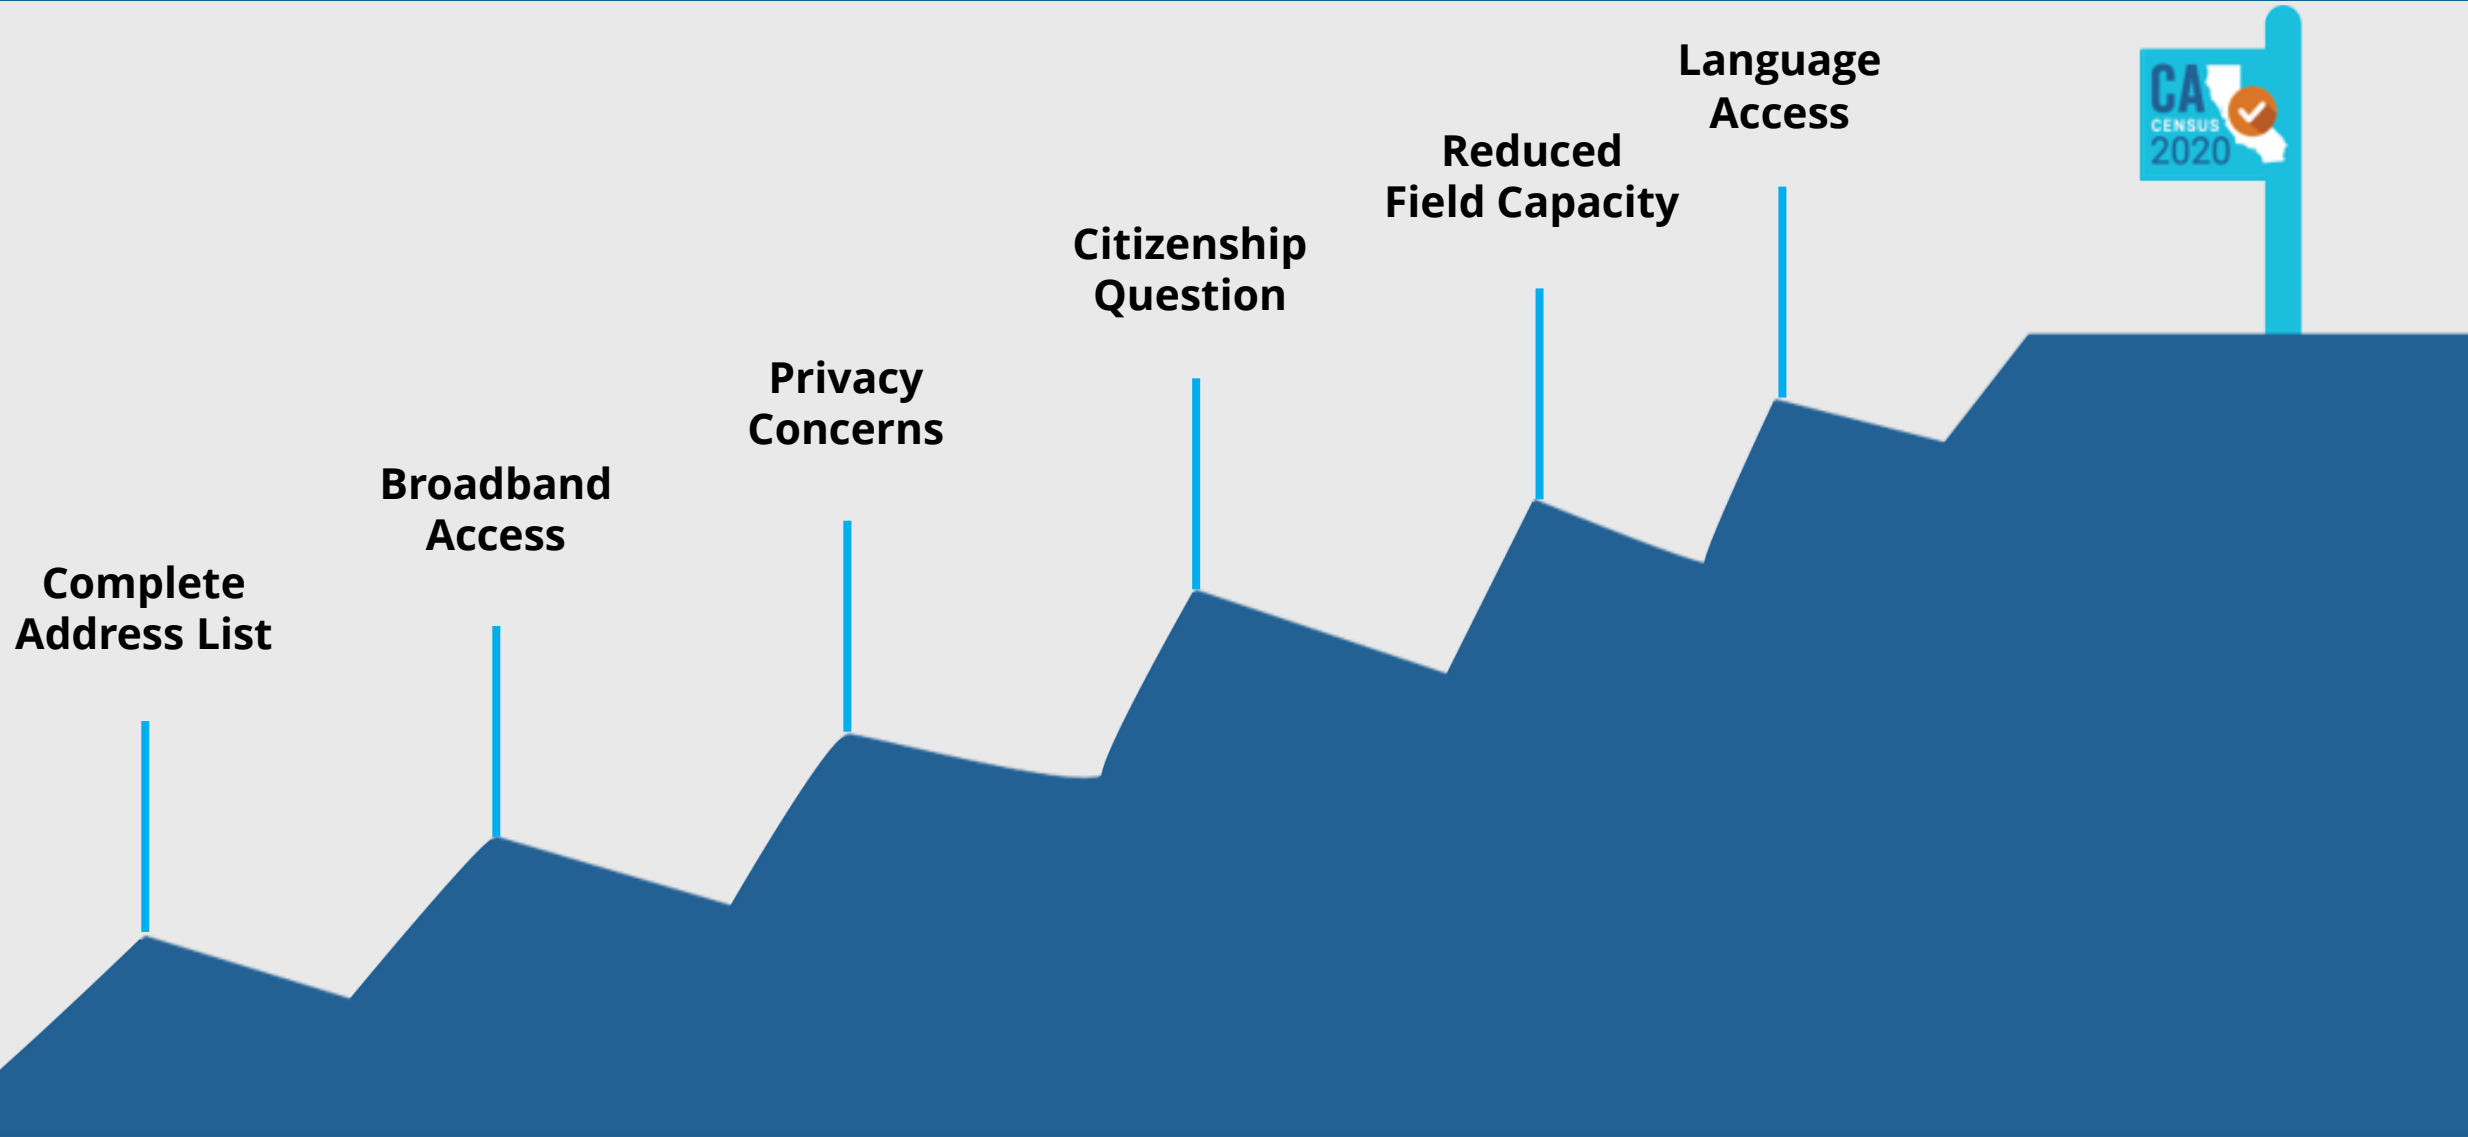 Complete
Address List
Broadband
Access
Privacy
Concerns
Citizenship
Question
Reduced
Field Capacity
Language
Access
CA
CENSUS
2020